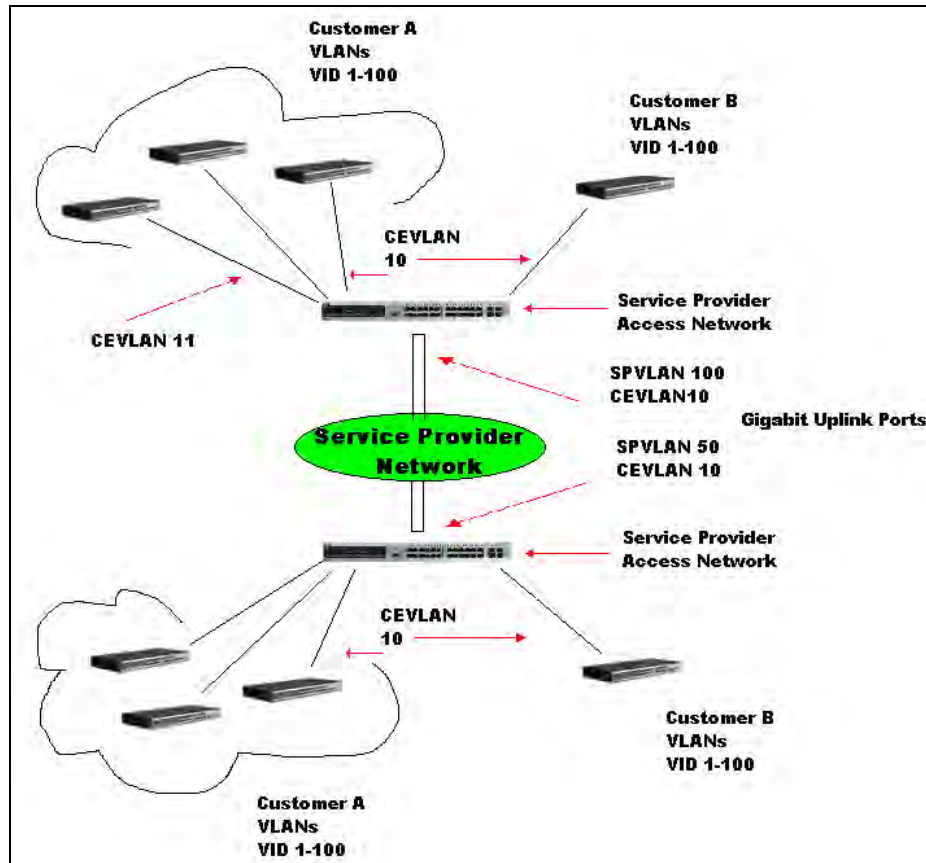 Customer A
VLANs
VID 1-100
Customer B
VLANs
VID 1-100
CEVLAN
10
CEVLAN 11
Service Provider
Access Network
SPVLAN 100
CEVLAN10
Gigabit Uplink Ports
Service Provider
Network
SPVLAN 50
CEVLAN 10
Service Provider
Access Network
CEVLAN
10
Customer B
VLANs
VID 1-100
Customer A
VLANs
VID 1-100